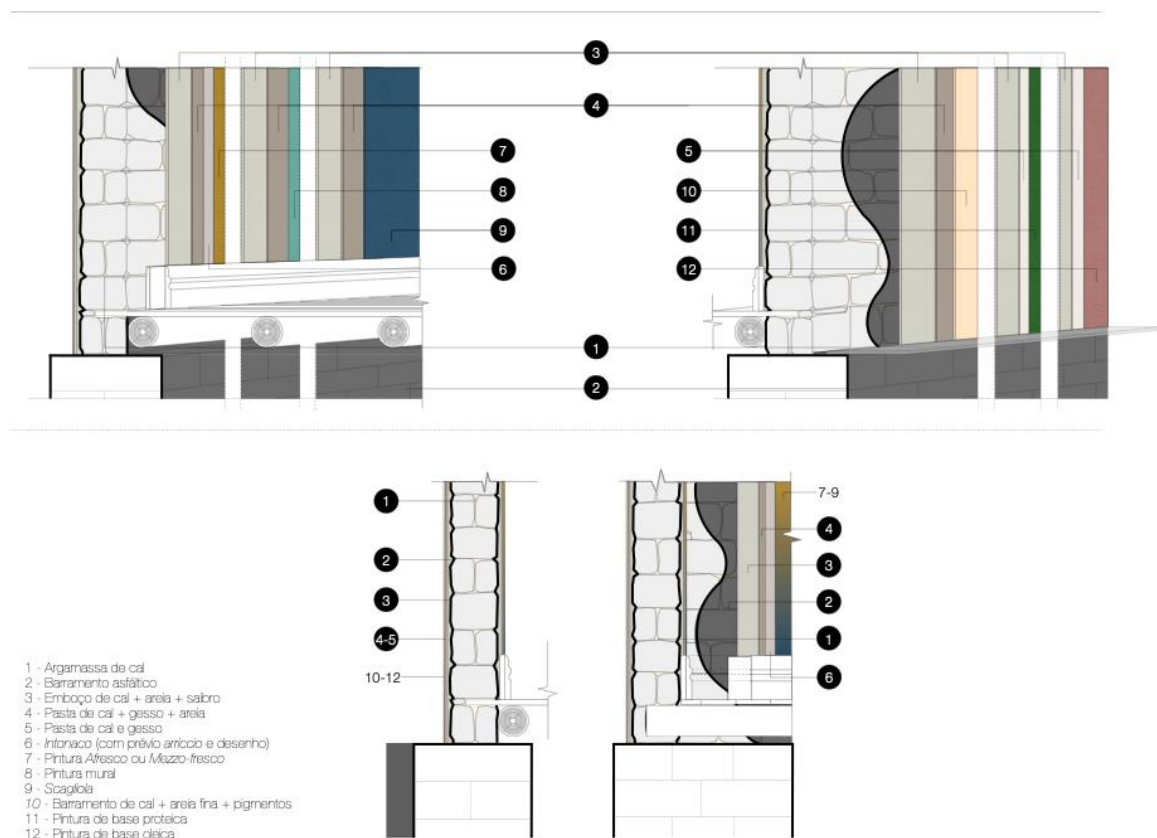 3
4
7
5
8
10
9
11
6
12
1
2
1
7-9
4
2
3
3
2
4-5
1
10-12
6
1 - Argamassa de cal
2 - Barramento asfáltico
3 - Emboço de cal + areia + saibro
4 - Pasta de cal + gesso + areia
5 - Pasta de cal e gesso
6 - Intonaco (com prévio arriccio e desenho)
7 - Pintura Afresco ou Mezzo-fresco
8 - Pintura mural
9 - Scagliola
10 - Barramento de cal + areia fina + pigmentos
11 - Pintura de base proteica
12 - Pintura de base oleica